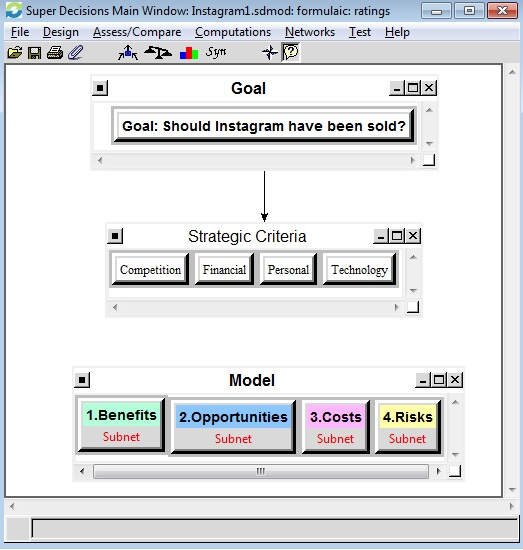 Super Decisions Main Window: Instagram1.sdmod: formulaic: ratings
File Design Assess/Compare Computations Networks Test Help
Syn
Goal
Goal: Should Instagram have been sold?
Strategic Criteria
Competition Financial Personal Technology
Model
1.Benefits 2.Opportunities 3.Costs 4.Risks
Subnet Subnet Subnet Subnet